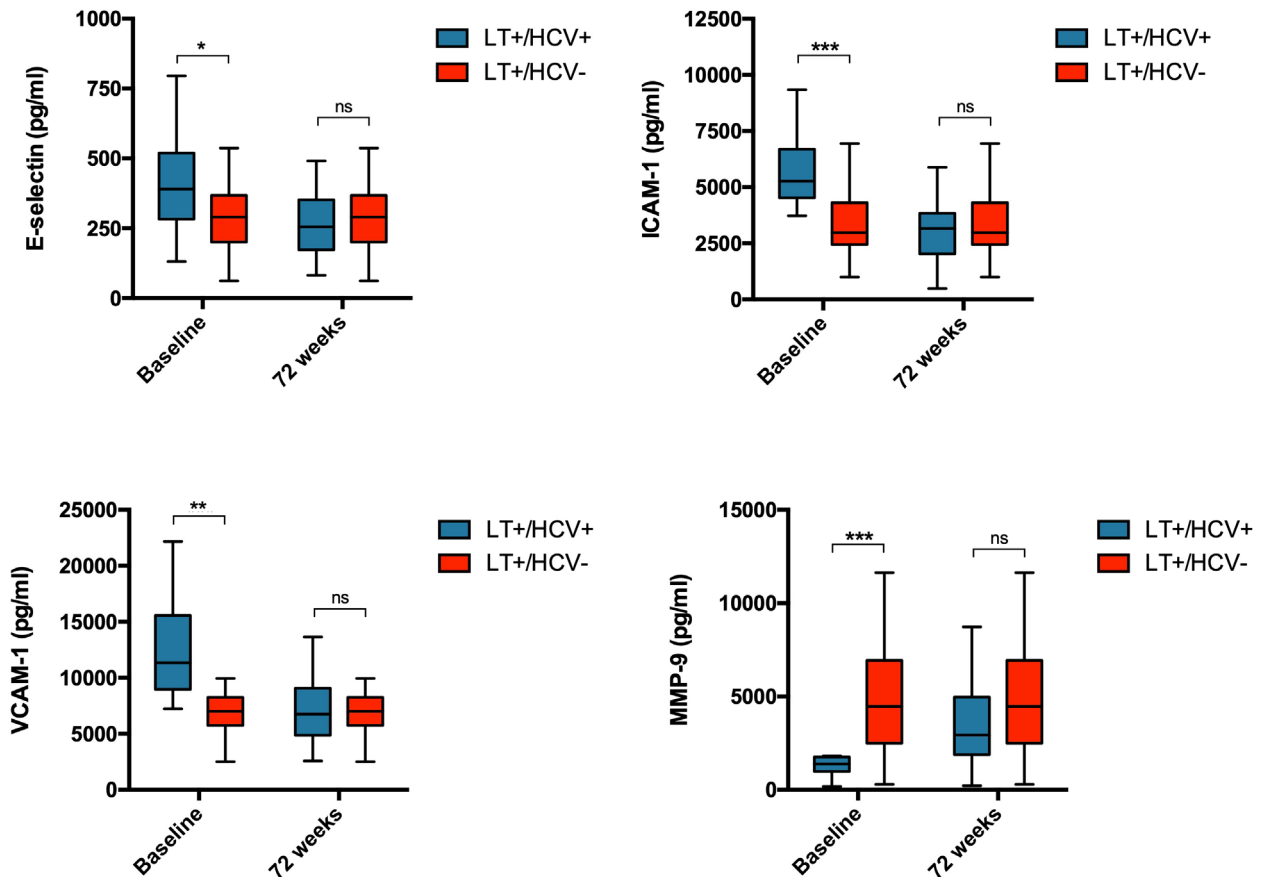 E-selectin (pg/ml)
1000
750
500
250
0
*
ns
Baseline
72 weeks
LT+/HCV+
LT+/HCV-
ICAM-1 (pg/ml)
12500
10000
7500
5000
2500
0
***
ns
Baseline
72 weeks
LT+/HCV+
LT+/HCV-
VCAM-1 (pg/ml)
25000
20000
15000
10000
5000
0
**
ns
Baseline
72 weeks
LT+/HCV+
LT+/HCV-
MMP-9 (pg/ml)
15000
10000
5000
0
***
ns
Baseline
72 weeks
LT+/HCV+
LT+/HCV-